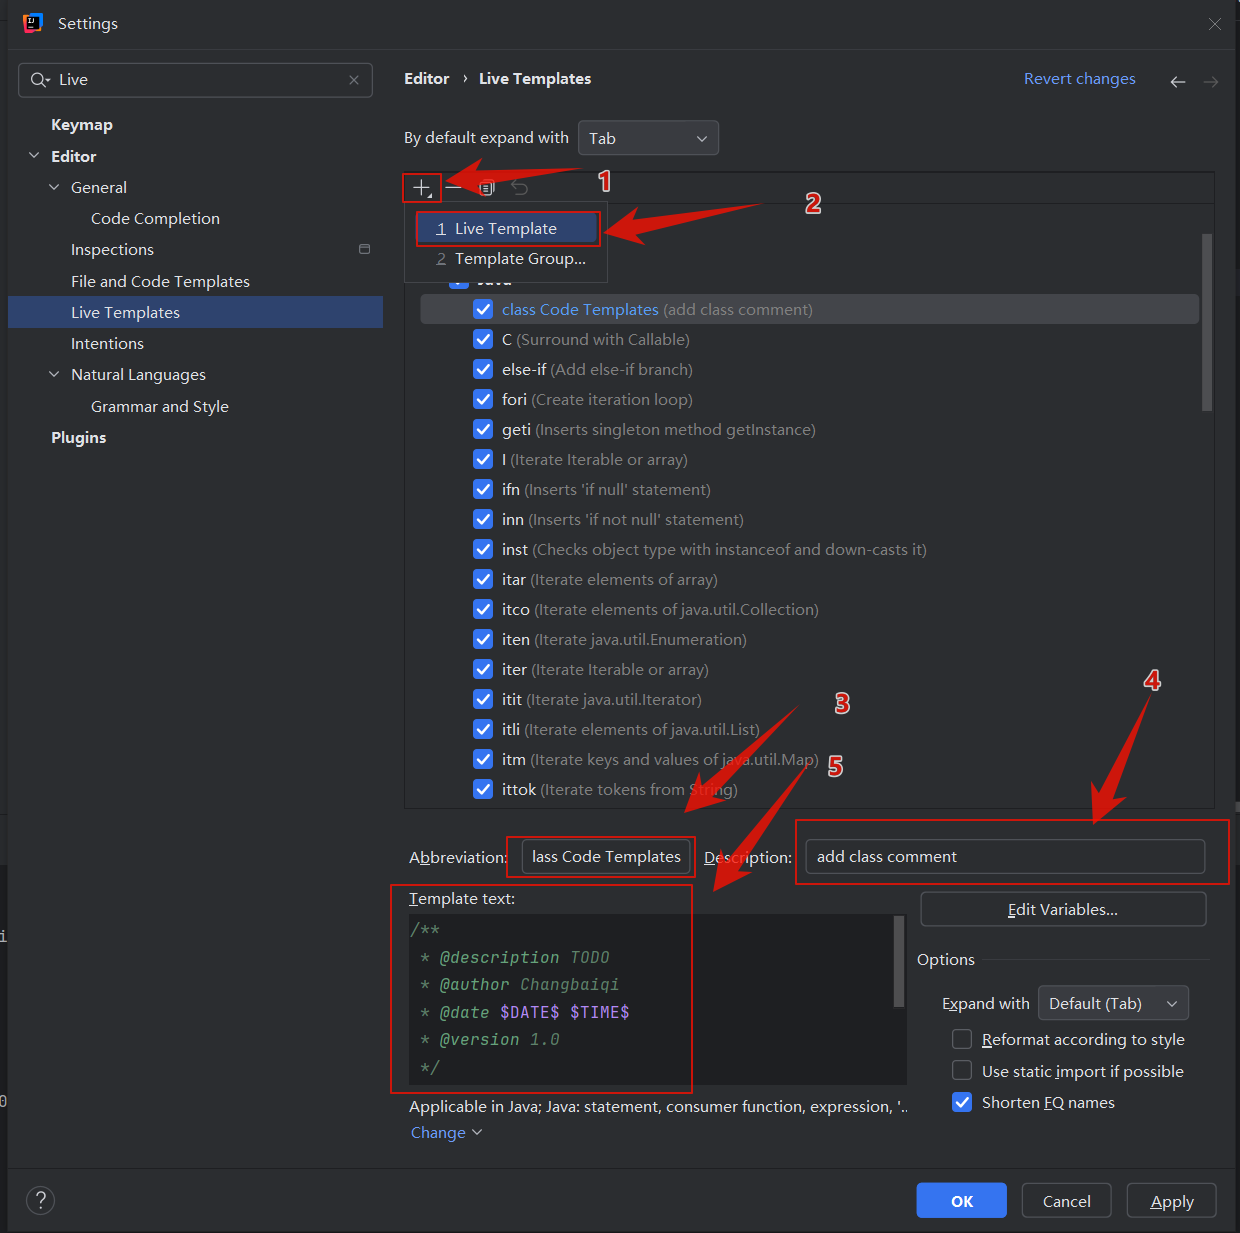 Settings
Live
Editor › Live Templates
Revert changes
Keymap
Editor
General
Code Completion
Inspections
File and Code Templates
Live Templates
Intentions
Natural Languages
Grammar and Style
Plugins
By default expand with Tab
1
2
1 Live Template
2 Template Group...
Java
class Code Templates (add class comment)
C (Surround with Callable)
else-if (Add else-if branch)
fori (Create iteration loop)
geti (Inserts singleton method getInstance)
I (Iterate Iterable or array)
ifn (Inserts 'if null' statement)
inn (Inserts 'if not null' statement)
inst (Checks object type with instanceof and down-casts it)
itar (Iterate elements of array)
itco (Iterate elements of java.util.Collection)
iten (Iterate java.util.Enumeration)
iter (Iterate Iterable or array)
itit (Iterate java.util.Iterator)
itli (Iterate elements of java.util.List)
itm (Iterate keys and values of java.util.Map)
ittok (Iterate tokens from String)
3
4
5
Abbreviation: lass Code Templates Description: add class comment
Template text:
/**
* @description TODO
* @author Changbaiqi
* @date $DATE$ $TIME$
* @version 1.0
*/
Edit Variables...
Options
Expand with Default (Tab)
Reformat according to style
Use static import if possible
Shorten FQ names
Applicable in Java; Java: statement, consumer function, expression, '..
Change
i
0
?
OK
Cancel
Apply